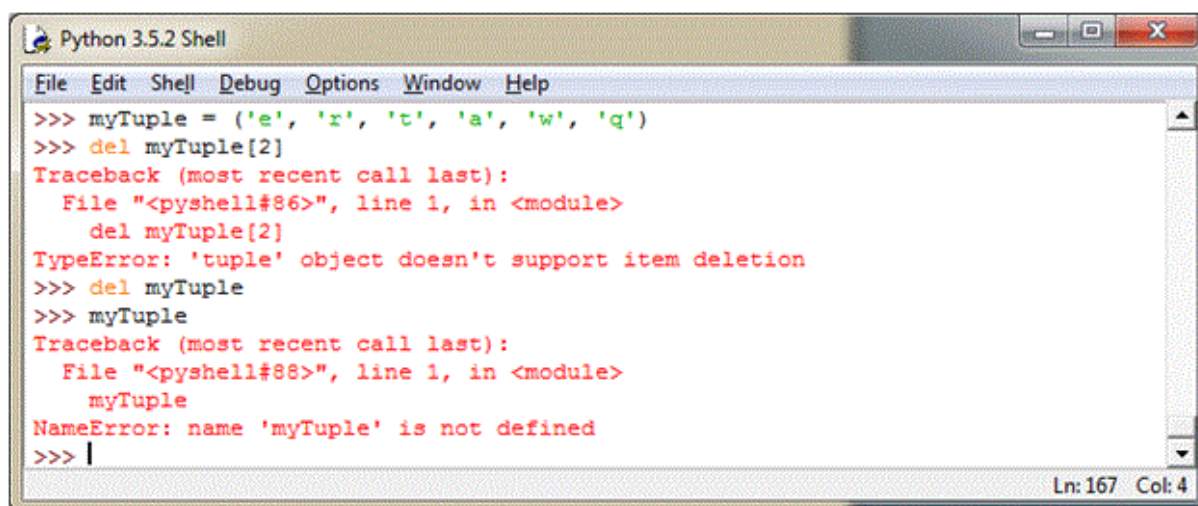 Python 3.5.2 Shell
File Edit Shell Debug Options Window Help
>>> myTuple = ('e', 'r', 't', 'a', 'w', 'q')
>>> del myTuple[2]
Traceback (most recent call last):
  File "<pyshell#86>", line 1, in <module>
    del myTuple[2]
TypeError: 'tuple' object doesn't support item deletion
>>> del myTuple
>>> myTuple
Traceback (most recent call last):
  File "<pyshell#88>", line 1, in <module>
    myTuple
NameError: name 'myTuple' is not defined
>>>
Ln: 167 Col: 4